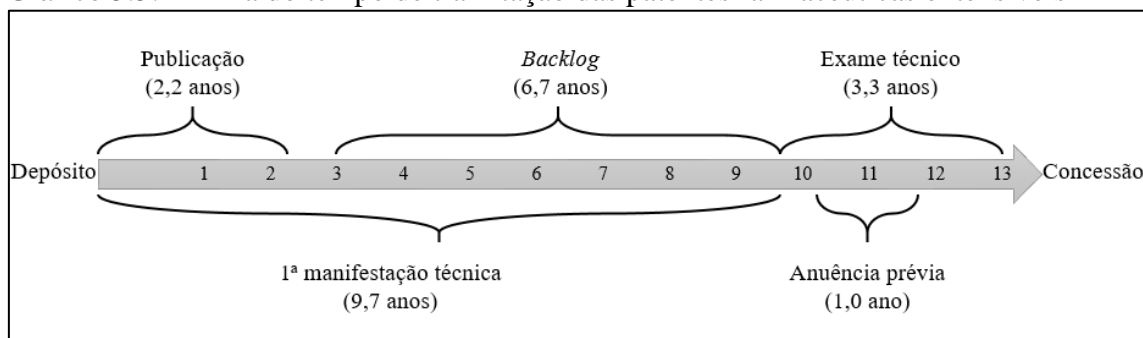 Publicação
(2,2 anos)
Backlog
(6,7 anos)
Exame técnico
(3,3 anos)
Depósito
1 2 3 4 5 6 7 8 9 10 11 12 13
Concessão
1ª manifestação técnica
(9,7 anos)
Anuência prévia
(1,0 ano)